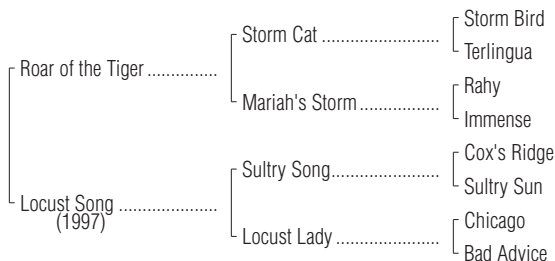 Storm Bird
Storm Cat ........................
Terlingua
Roar of the Tiger ..............
Rahy
Mariah's Storm ................
Immense
Cox's Ridge
Sultry Song......................
Sultry Sun
Locust Song ....................
(1997)
Chicago
Locust Lady .....................
Bad Advice